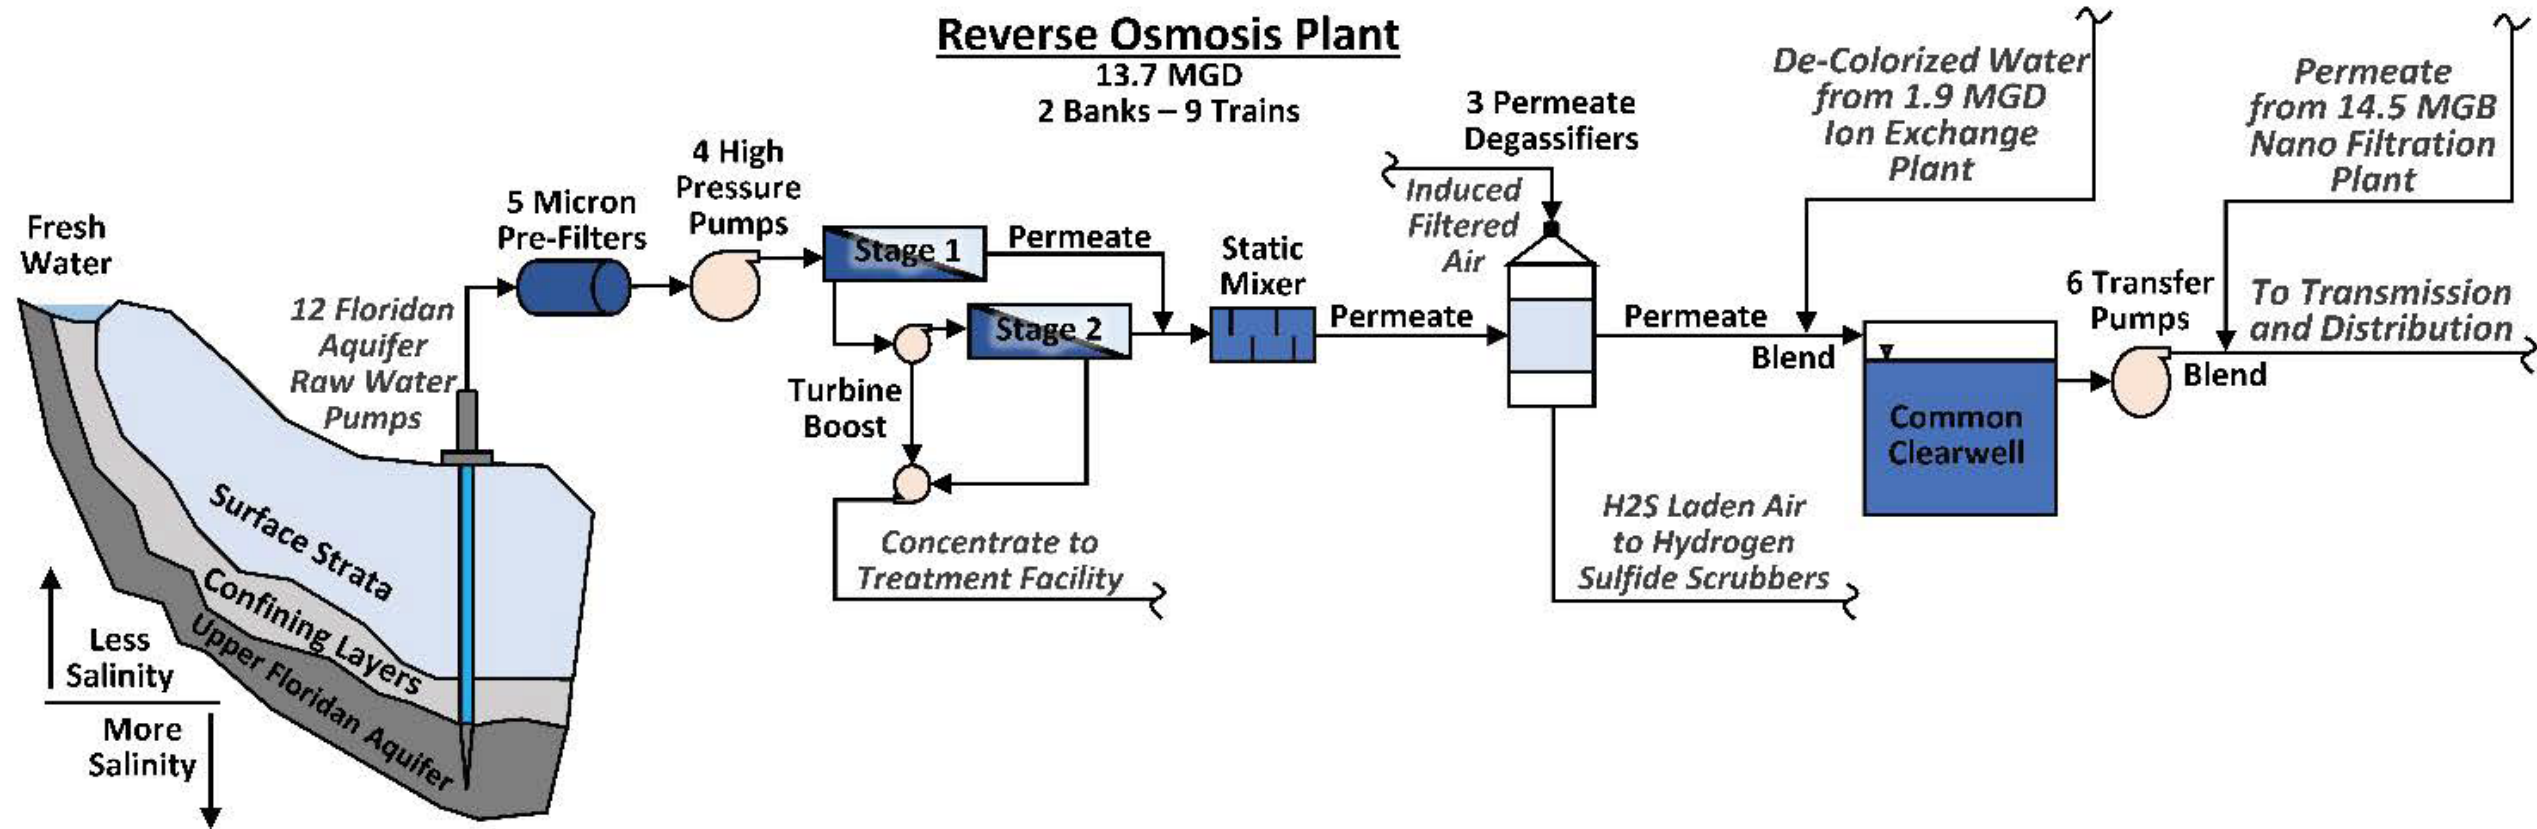 Reverse Osmosis Plant
13.7 MGD
2 Banks – 9 Trains
Fresh
Water
12 Floridan
Aquifer
Raw Water
Pumps
5 Micron
Pre-Filters
4 High
Pressure
Pumps
Stage 1
Permeate
Stage 2
Turbine
Boost
Concentrate to
Treatment Facility
Static
Mixer
Permeate
3 Permeate
Degassifiers
Induced
Filtered
Air
H2S Laden Air
to Hydrogen
Sulfide Scrubbers
Permeate
Blend
De-Colorized Water
from 1.9 MGD
Ion Exchange
Plant
Common
Clearwell
6 Transfer
Pumps
Blend
Permeate
from 14.5 MGB
Nano Filtration
Plant
To Transmission
and Distribution
Surface Strata
Confining Layers
Upper Floridan Aquifer
Less
Salinity
More
Salinity